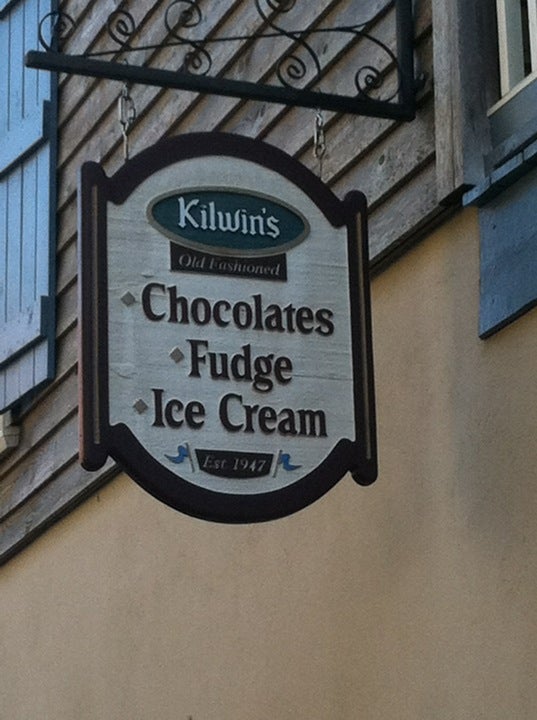 Kilwin's
Old Fashioned
Chocolates
Fudge
Ice Cream
Est. 1947